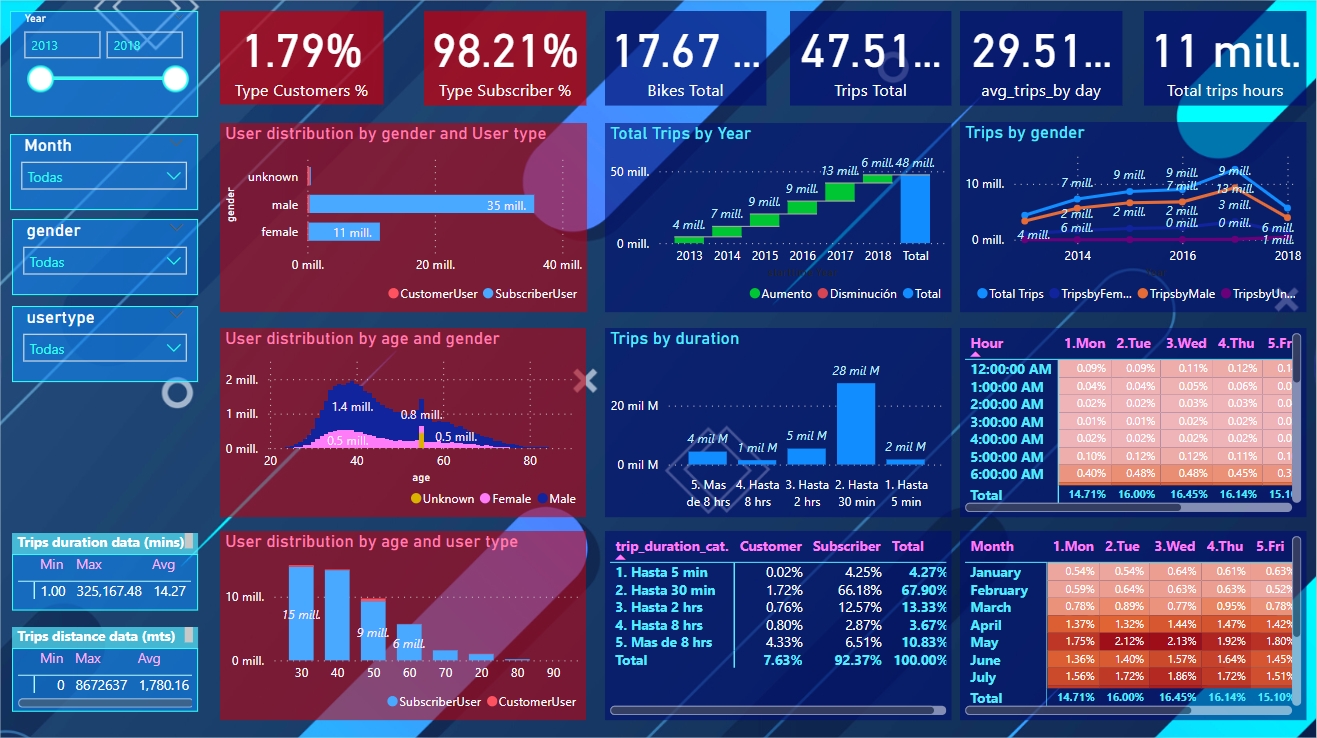 Year
2013 2018
Month
Todas
gender
Todas
usertype
Todas
Trips duration data (mins)
Min Max Avg
1.00 325,167.48 14.27
Trips distance data (mts)
Min Max Avg
0 8672637 1,780.16
1.79%
Type Customers %
98.21%
Type Subscriber %
17.67 ...
Bikes Total
47.51...
Trips Total
29.51...
avg_trips_by day
11 mill.
Total trips hours
User distribution by gender and User type
gender
unknown
male 35 mill.
female 11 mill.
0 mill. 20 mill. 40 mill.
CustomerUser SubscriberUser
Total Trips by Year
50 mill.
0 mill.
4 mill. 7 mill. 9 mill. 9 mill. 13 mill. 6 mill. 48 mill.
2013 2014 2015 2016 2017 2018 Total
Aumento Disminución Total
Trips by gender
10 mill.
0 mill.
7 mill. 9 mill. 9 mill. 9 mill.
7 mill. 13 mill.
2 mill. 2 mill. 2 mill. 3 mill.
4 mill. 6 mill. 0 mill. 0 mill. 6 mill.
1 mill.
2014 2016 2018
Total Trips TripsbyFem... TripsbyMale TripsbyUn...
User distribution by age and gender
2 mill.
1 mill.
0 mill.
1.4 mill. 0.8 mill.
0.5 mill. 0.5 mill.
20 40 60 80
age
Unknown Female Male
Trips by duration
20 mil M
0 mil M
4 mil M 1 mil M 5 mil M 28 mil M 2 mil M
5. Mas de 8 hrs
4. Hasta 8 hrs
3. Hasta 2 hrs
2. Hasta 30 min
1. Hasta 5 min
Hour 1.Mon 2.Tue 3.Wed 4.Thu 5.Fr
12:00:00 AM 0.09% 0.09% 0.11% 0.12% 0.1
1:00:00 AM 0.04% 0.04% 0.05% 0.06% 0.0
2:00:00 AM 0.02% 0.02% 0.03% 0.03% 0.0
3:00:00 AM 0.01% 0.01% 0.02% 0.02% 0.0
4:00:00 AM 0.02% 0.02% 0.02% 0.02% 0.0
5:00:00 AM 0.10% 0.12% 0.12% 0.11% 0.1
6:00:00 AM 0.40% 0.48% 0.48% 0.45% 0.3
Total 14.71% 16.00% 16.45% 16.14% 15.10
User distribution by age and user type
10 mill.
0 mill.
15 mill. 9 mill. 6 mill.
30 40 50 60 70 20 80 90
SubscriberUser CustomerUser
trip_duration_cat. Customer Subscriber Total
1. Hasta 5 min 0.02% 4.25% 4.27%
2. Hasta 30 min 1.72% 66.18% 67.90%
3. Hasta 2 hrs 0.76% 12.57% 13.33%
4. Hasta 8 hrs 0.80% 2.87% 3.67%
5. Mas de 8 hrs 4.33% 6.51% 10.83%
Total 7.63% 92.37% 100.00%
Month 1.Mon 2.Tue 3.Wed 4.Thu 5.Fri
January 0.54% 0.54% 0.64% 0.61% 0.63%
February 0.59% 0.64% 0.63% 0.63% 0.52%
March 0.78% 0.89% 0.77% 0.95% 0.78%
April 1.37% 1.32% 1.44% 1.47% 1.42%
May 1.75% 2.12% 2.13% 1.92% 1.80%
June 1.36% 1.40% 1.57% 1.64% 1.45%
July 1.56% 1.72% 1.86% 1.72% 1.51%
Total 14.71% 16.00% 16.45% 16.14% 15.10%